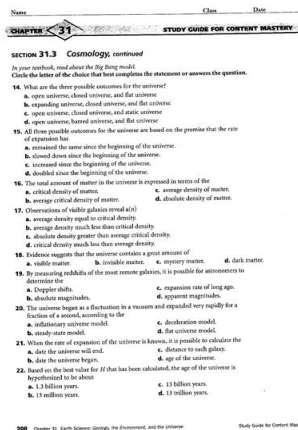 Name Class Date
CHAPTER 31 STUDY GUIDE FOR CONTENT MASTERY
SECTION 31.3 Cosmology, continued
In your textbook, read about the Big Bang model.
Circle the letter of the choice that best completes the statement or answers the question.
14. What are the three possible outcomes for the universe?
a. open universe, closed universe, and flat universe
b. expanding universe, closed universe, and flat universe
c. open universe, closed universe, and static universe
d. open universe, barred universe, and flat universe
15. All three possible outcomes for the universe are based on the premise that the rate
of expansion has
a. remained the same since the beginning of the universe.
b. slowed down since the beginning of the universe.
c. increased since the beginning of the universe.
d. doubled since the beginning of the universe.
16. The total amount of matter in the universe is expressed in terms of the
a. critical density of matter. c. average density of matter.
b. average critical density of matter. d. absolute density of matter.
17. Observations of visible galaxies reveal a(n)
a. average density equal to critical density.
b. average density much less than critical density.
c. absolute density greater than average critical density.
d. critical density much less than average density.
18. Evidence suggests that the universe contains a great amount of
a. visible matter. b. invisible matter. c. mystery matter. d. dark matter.
19. By measuring redshifts of the most remote galaxies, it is possible for astronomers to
determine the
a. Doppler shifts. c. expansion rate of long ago.
b. absolute magnitudes. d. apparent magnitudes.
20. The universe began as a fluctuation in a vacuum and expanded very rapidly for a
fraction of a second, according to the
a. inflationary universe model. c. deceleration model.
b. steady-state model. d. flat universe model.
21. When the rate of expansion of the universe is known, it is possible to calculate the
a. date the universe will end. c. distance to each galaxy.
b. date the universe began. d. age of the universe.
22. Based on the best value for H that has been calculated, the age of the universe is
hypothesized to be about
a. 1.3 billion years. c. 13 billion years.
b. 13 million years. d. 13 trillion years.
200 Chapter 31 Earth Science: Geology, the Environment, and the Universe Study Guide for Content